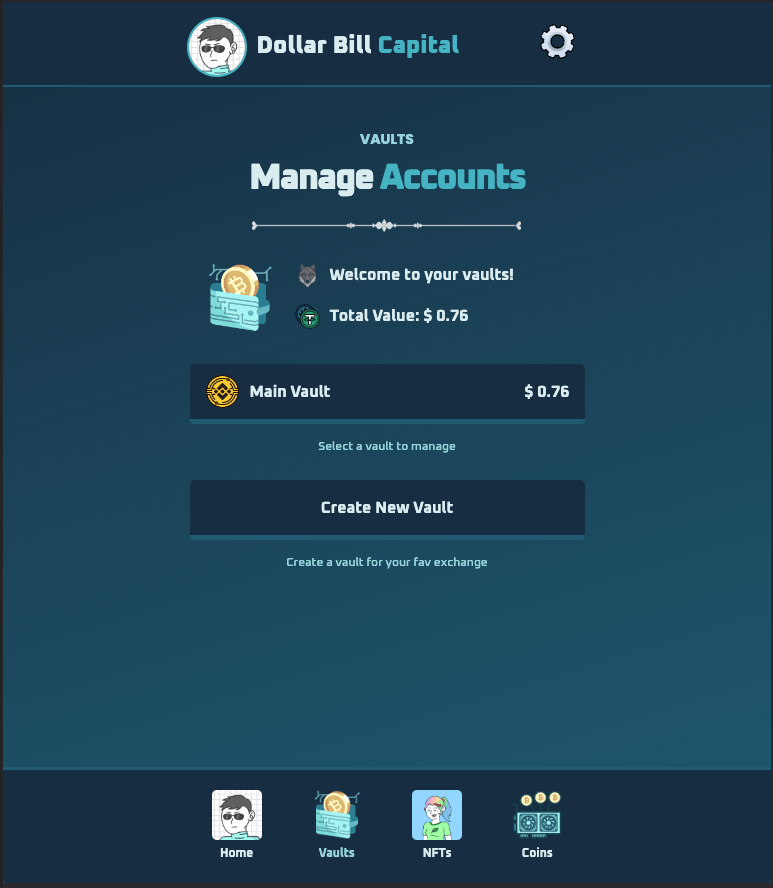 Dollar Bill Capital
VAULTS
Manage Accounts
Welcome to your vaults!
Total Value: $ 0.76
Main Vault $ 0.76
Select a vault to manage
Create New Vault
Create a vault for your fav exchange
Home Vaults NFTs Coins